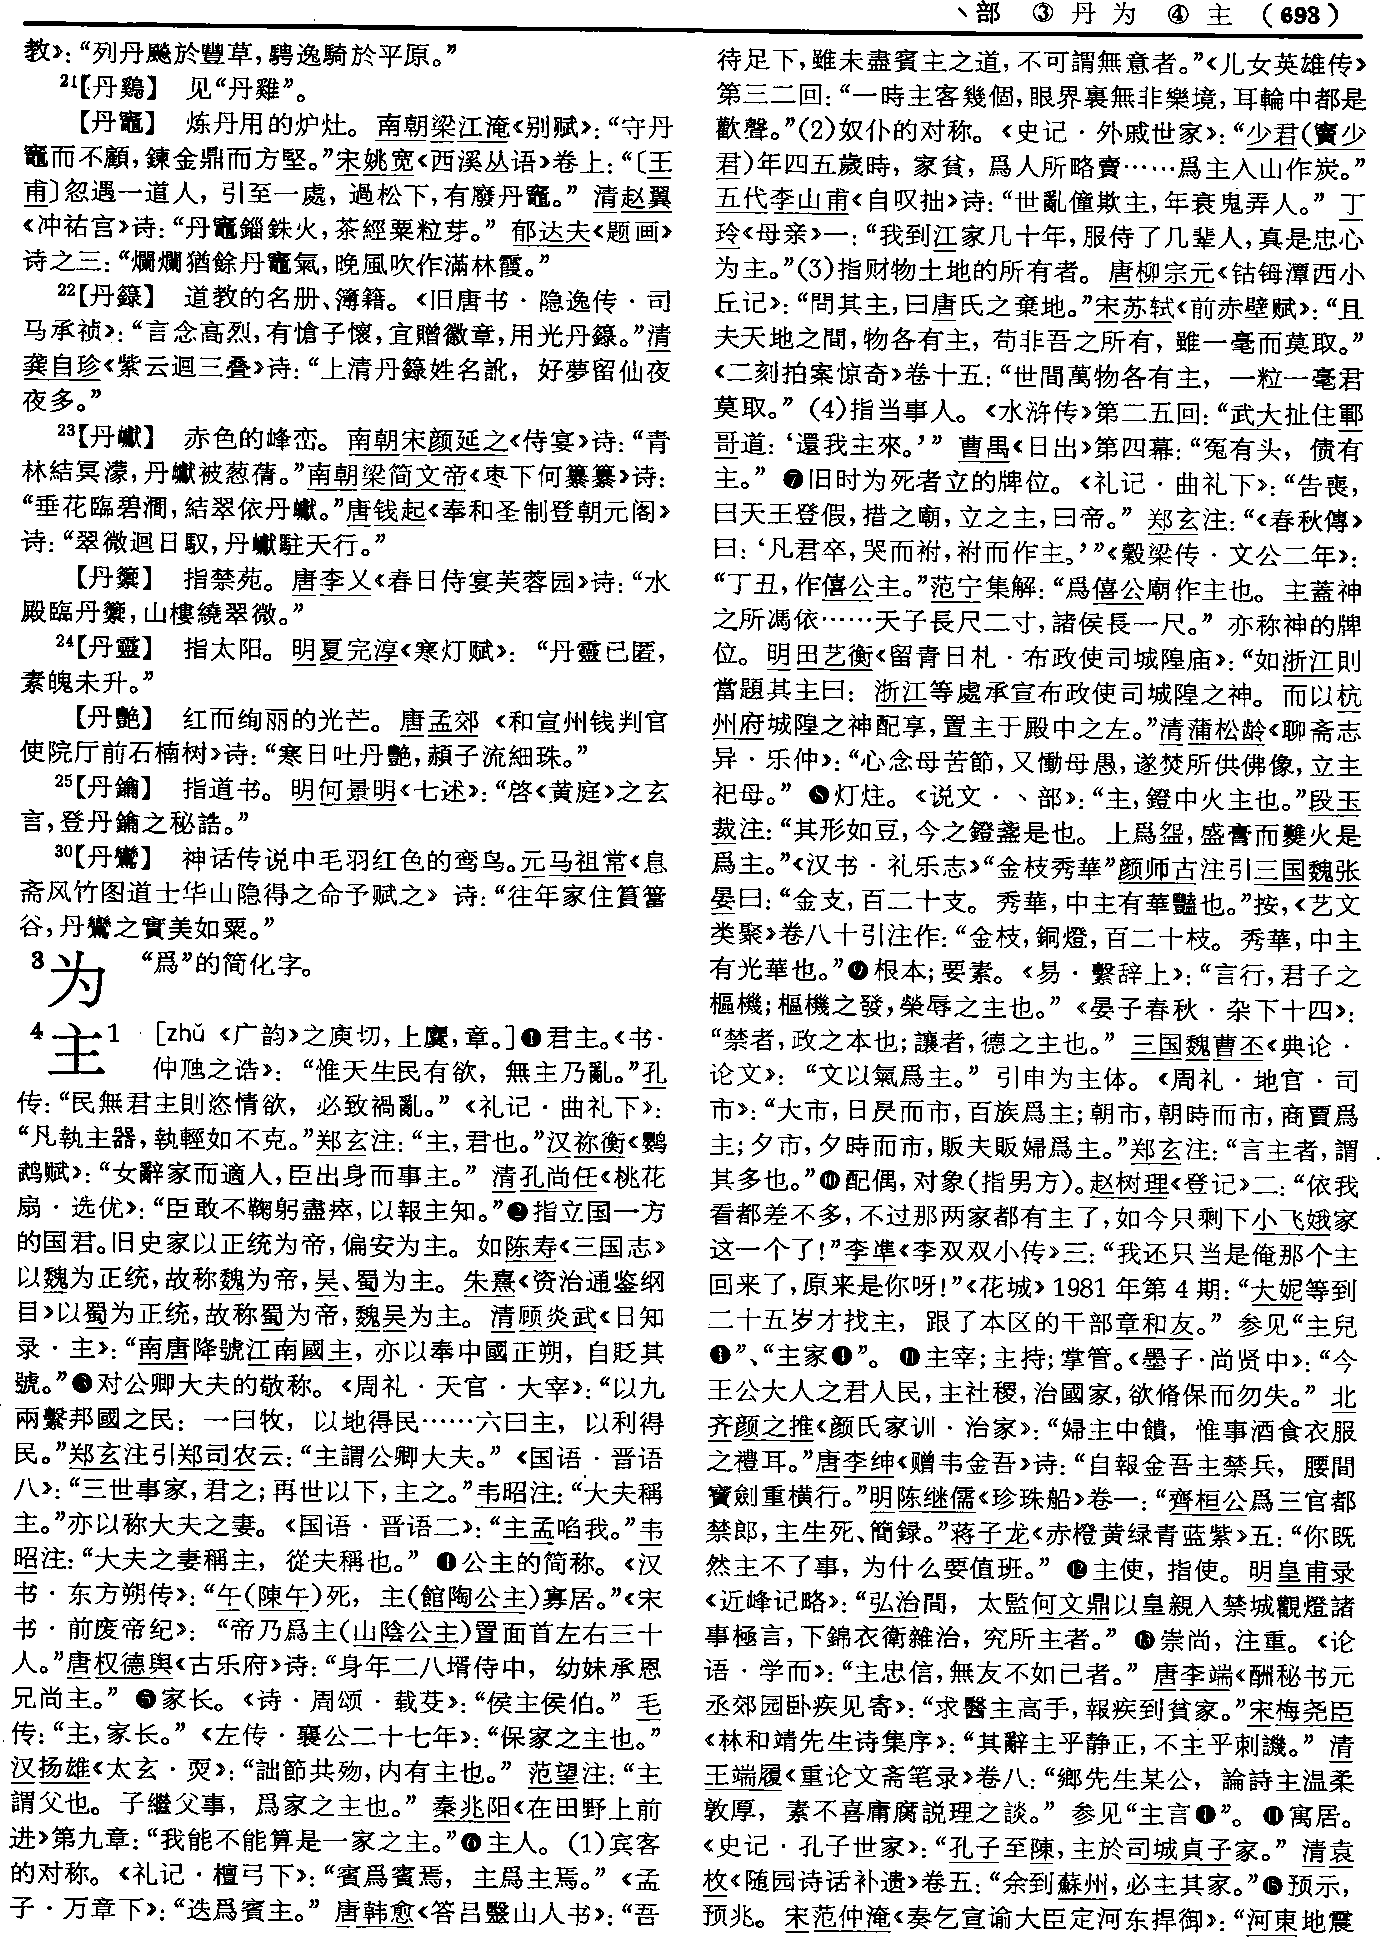 丶部 ③丹为 ④主 (693)
教》：“列丹飈於豐草，騁逸騎於平原。”
21【丹鷄】 见“丹雞”。
【丹竈】 炼丹用的炉灶。南朝梁江淹《别赋》：“守丹
竈而不顧，鍊金鼎而方堅。”宋姚宽《西溪丛语》卷上：“〔王
甫〕忽遇一道人，引至一處，過松下，有廢丹竈。” 清赵翼
《冲祐宫》诗：“丹竈錙銖火，茶經粟粒芽。” 郁达夫《题画》
诗之三：“爛爛猶餘丹竈氣，晚風吹作滿林霞。”
22【丹籙】 道教的名册、簿籍。《旧唐书·隐逸传·司
马承祯》：“言念高烈，有愴子懷，宜贈徽章，用光丹籙。”清
龚自珍《紫云迴三叠》诗：“上清丹籙姓名訛，好夢留仙夜
夜多。”
23【丹巘】 赤色的峰峦。南朝宋颜延之《侍宴》诗：“青
林結冥濛，丹巘被葱蒨。”南朝梁简文帝《枣下何纂纂》诗：
“垂花臨碧澗，結翠依丹巘。”唐钱起《奉和圣制登朝元阁》
诗：“翠微迴日馭，丹巘駐天行。”
【丹籞】 指禁苑。唐李乂《春日侍宴芙蓉园》诗：“水
殿臨丹籞，山樓繞翠微。”
24【丹靈】 指太阳。明夏完淳《寒灯赋》：“丹靈已匿，
素魄未升。”
【丹艷】 红而绚丽的光芒。唐孟郊《和宣州钱判官
使院厅前石楠树》诗：“寒日吐丹艷，頳子流細珠。”
25【丹鑰】 指道书。明何景明《七述》：“啓《黄庭》之玄
言，登丹鑰之秘誥。”
30【丹鸞】 神话传说中毛羽红色的鸾鸟。元马祖常《息
斋风竹图道士华山隐得之命予赋之》诗：“往年家住篔簹
谷，丹鸞之實美如粟。”
3为 “爲”的简化字。
4主1 [zhǔ 《广韵》之庾切，上麌，章。]❶君主。《书·
仲虺之诰》：“惟天生民有欲，無主乃亂。”孔
传：“民無君主則恣情欲，必致禍亂。”《礼记·曲礼下》：
“凡執主器，執輕如不克。”郑玄注：“主，君也。”汉祢衡《鹦
鹉赋》：“女辭家而適人，臣出身而事主。” 清孔尚任《桃花
扇·选优》：“臣敢不鞠躬盡瘁，以報主知。”❷指立国一方
的国君。旧史家以正统为帝，偏安为主。如陈寿《三国志》
以魏为正统，故称魏为帝，吴、蜀为主。朱熹《资治通鉴纲
目》以蜀为正统，故称蜀为帝，魏吴为主。清顾炎武《日知
录·主》：“南唐降號江南國主，亦以奉中國正朔，自貶其
號。”❸对公卿大夫的敬称。《周礼·天官·大宰》：“以九
兩繫邦國之民：一曰牧，以地得民……六曰主，以利得
民。”郑玄注引郑司农云：“主謂公卿大夫。”《国语·晋语
八》：“三世事家，君之；再世以下，主之。”韦昭注：“大夫稱
主。”亦以称大夫之妻。《国语·晋语二》：“主孟啗我。”韦
昭注：“大夫之妻稱主，從夫稱也。” ❹公主的简称。《汉
书·东方朔传》：“午（陳午）死，主（館陶公主）寡居。”《宋
书·前废帝纪》：“帝乃爲主（山陰公主）置面首左右三十
人。”唐权德舆《古乐府》诗：“身年二八壻侍中，幼妹承恩
兄尚主。” ❺家长。《诗·周颂·载芟》：“侯主侯伯。” 毛
传：“主，家长。”《左传·襄公二十七年》：“保家之主也。”
汉扬雄《太玄·耎》：“詘節共殉，内有主也。” 范望注：“主
謂父也。子繼父事，爲家之主也。” 秦兆阳《在田野上前
进》第九章：“我能不能算是一家之主。”❻主人。(1)宾客
的对称。《礼记·檀弓下》：“賓爲賓焉，主爲主焉。”《孟
子·万章下》：“迭爲賓主。” 唐韩愈《答吕毉山人书》：“吾
待足下，雖未盡賓主之道，不可謂無意者。”《儿女英雄传》
第三二回：“一時主客幾個，眼界裏無非樂境，耳輪中都是
歡聲。”(2)奴仆的对称。《史记·外戚世家》：“少君（竇少
君）年四五歲時，家貧，爲人所略賣……爲主入山作炭。”
五代李山甫《自叹拙》诗：“世亂僮欺主，年衰鬼弄人。” 丁
玲《母亲》一：“我到江家几十年，服侍了几辈人，真是忠心
为主。”(3)指财物土地的所有者。唐柳宗元《钴鉧潭西小
丘记》：“問其主，曰唐氏之棄地。”宋苏轼《前赤壁赋》：“且
夫天地之間，物各有主，苟非吾之所有，雖一毫而莫取。”
《二刻拍案惊奇》卷十五：“世間萬物各有主，一粒一毫君
莫取。” (4)指当事人。《水浒传》第二五回：“武大扯住鄆
哥道：‘還我主來。’” 曹禺《日出》第四幕：“冤有头，债有
主。” ❼旧时为死者立的牌位。《礼记·曲礼下》：“告喪，
曰天王登假，措之廟，立之主，曰帝。” 郑玄注：“《春秋傳》
曰：‘凡君卒，哭而祔，祔而作主。’”《穀梁传·文公二年》：
“丁丑，作僖公主。”范宁集解：“爲僖公廟作主也。主蓋神
之所馮依……天子長尺二寸，諸侯長一尺。” 亦称神的牌
位。明田艺衡《留青日札·布政使司城隍庙》：“如浙江則
當題其主曰：浙江等處承宣布政使司城隍之神。而以杭
州府城隍之神配享，置主于殿中之左。”清蒲松龄《聊斋志
异·乐仲》：“心念母苦節，又慟母愚，遂焚所供佛像，立主
祀母。” ❽灯炷。《说文·丶部》：“主，鐙中火主也。”段玉
裁注：“其形如豆，今之鐙盞是也。上爲盌，盛膏而㸐火是
爲主。”《汉书·礼乐志》“金枝秀華”颜师古注引三国魏张
晏曰：“金支，百二十支。秀華，中主有華豔也。”按，《艺文
类聚》卷八十引注作：“金枝，銅燈，百二十枝。秀華，中主
有光華也。”❾根本；要素。《易·繫辞上》：“言行，君子之
樞機；樞機之發，榮辱之主也。”《晏子春秋·杂下十四》：
“禁者，政之本也；讓者，德之主也。” 三国魏曹丕《典论·
论文》：“文以氣爲主。” 引申为主体。《周礼·地官·司
市》：“大市，日昃而市，百族爲主；朝市，朝時而市，商賈爲
主；夕市，夕時而市，販夫販婦爲主。”郑玄注：“言主者，謂
其多也。”❿配偶，对象（指男方）。赵树理《登记》二：“依我
看都差不多，不过那两家都有主了，如今只剩下小飞娥家
这一个了！”李準《李双双小传》三：“我还只当是俺那个主
回来了，原来是你呀！”《花城》1981年第4期：“大妮等到
二十五岁才找主，跟了本区的干部章和友。” 参见“主兒
❸”、“主家❹”。 ⓫主宰；主持；掌管。《墨子·尚贤中》：“今
王公大人之君人民，主社稷，治國家，欲脩保而勿失。” 北
齐颜之推《颜氏家训·治家》：“婦主中饋，惟事酒食衣服
之禮耳。”唐李绅《赠韦金吾》诗：“自報金吾主禁兵，腰間
寶劍重横行。”明陈继儒《珍珠船》卷一：“齊桓公爲三官都
禁郎，主生死、簡録。”蒋子龙《赤橙黄绿青蓝紫》五：“你既
然主不了事，为什么要值班。” ⓬主使，指使。明皇甫录
《近峰记略》：“弘治間，太監何文鼎以皇親入禁城觀燈諸
事極言，下錦衣衛雜治，究所主者。” ⓭崇尚，注重。《论
语·学而》：“主忠信，無友不如己者。” 唐李端《酬秘书元
丞郊园卧疾见寄》：“求醫主高手，報疾到貧家。”宋梅尧臣
《林和靖先生诗集序》：“其辭主乎静正，不主乎刺譏。” 清
王端履《重论文斋笔录》卷八：“鄉先生某公，論詩主温柔
敦厚，素不喜庸腐説理之談。” 参见“主言❶”。 ⓮寓居。
《史记·孔子世家》：“孔子至陳，主於司城貞子家。” 清袁
枚《随园诗话补遗》卷五：“余到蘇州，必主其家。”⓯预示，
预兆。宋范仲淹《奏乞宣谕大臣定河东捍御》：“河東地震